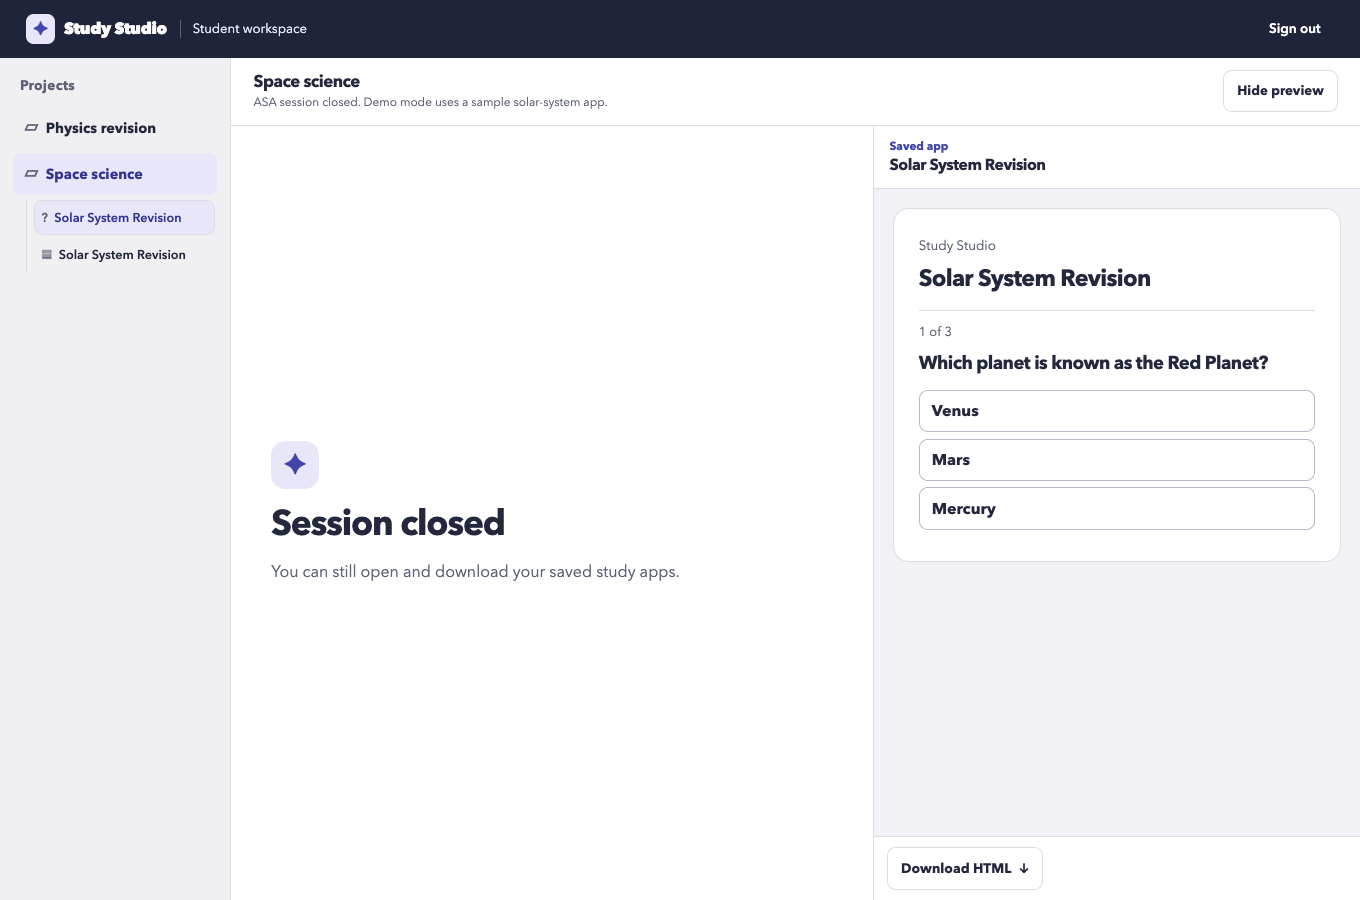 Study Studio
Student workspace
Sign out
Projects
Physics revision
Space science
? Solar System Revision
Solar System Revision
Space science
ASA session closed. Demo mode uses a sample solar-system app.
Hide preview
Session closed
You can still open and download your saved study apps.
Saved app
Solar System Revision
Study Studio
Solar System Revision
1 of 3
Which planet is known as the Red Planet?
Venus
Mars
Mercury
Download HTML ↓